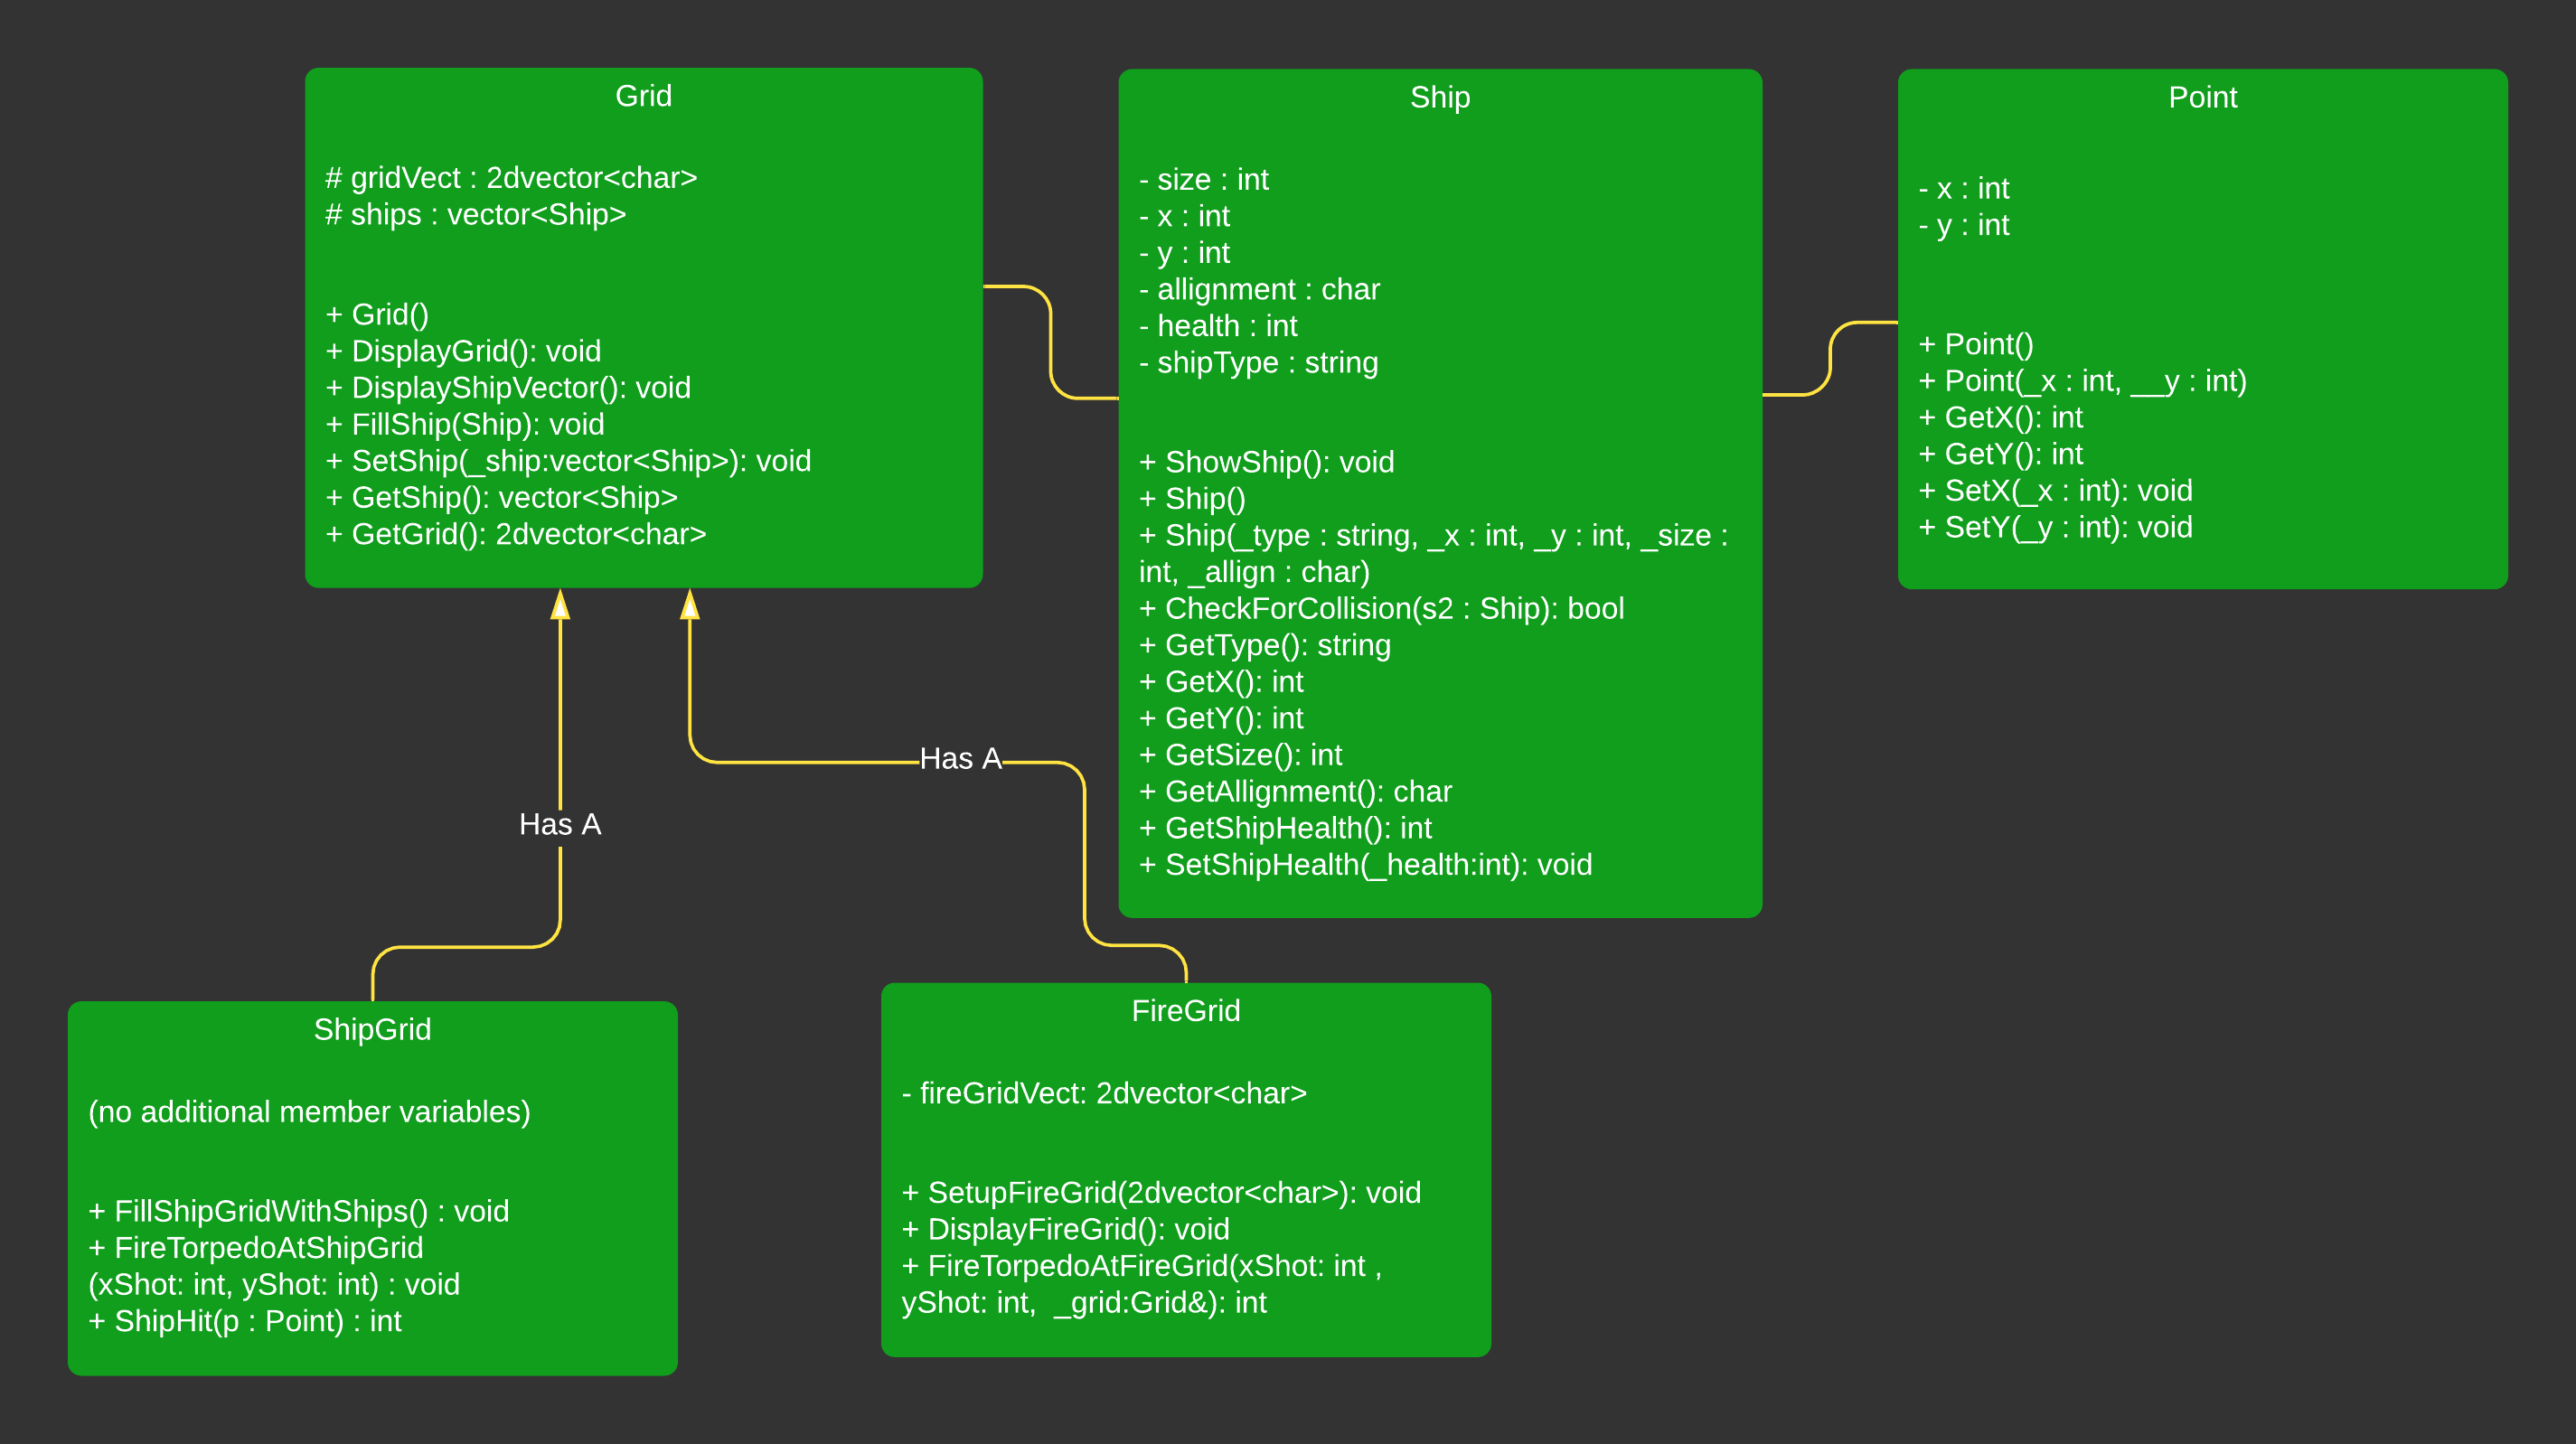 Grid
# gridVect : 2dvector<char>
# ships : vector<Ship>
+ Grid()
+ DisplayGrid(): void
+ DisplayShipVector(): void
+ FillShip(Ship): void
+ SetShip(_ship:vector<Ship>): void
+ GetShip(): vector<Ship>
+ GetGrid(): 2dvector<char>
Ship
- size : int
- x : int
- y : int
- allignment : char
- health : int
- shipType : string
+ ShowShip(): void
+ Ship()
+ Ship(_type : string, _x : int, _y : int, _size :
int, _allign : char)
+ CheckForCollision(s2 : Ship): bool
+ GetType(): string
+ GetX(): int
+ GetY(): int
+ GetSize(): int
+ GetAllignment(): char
+ GetShipHealth(): int
+ SetShipHealth(_health:int): void
Point
- x : int
- y : int
+ Point()
+ Point(_x : int, __y : int)
+ GetX(): int
+ GetY(): int
+ SetX(_x : int): void
+ SetY(_y : int): void
Has A
Has A
ShipGrid
(no additional member variables)
+ FillShipGridWithShips() : void
+ FireTorpedoAtShipGrid
(xShot: int, yShot: int) : void
+ ShipHit(p : Point) : int
FireGrid
- fireGridVect: 2dvector<char>
+ SetupFireGrid(2dvector<char>): void
+ DisplayFireGrid(): void
+ FireTorpedoAtFireGrid(xShot: int ,
yShot: int,  _grid:Grid&): int